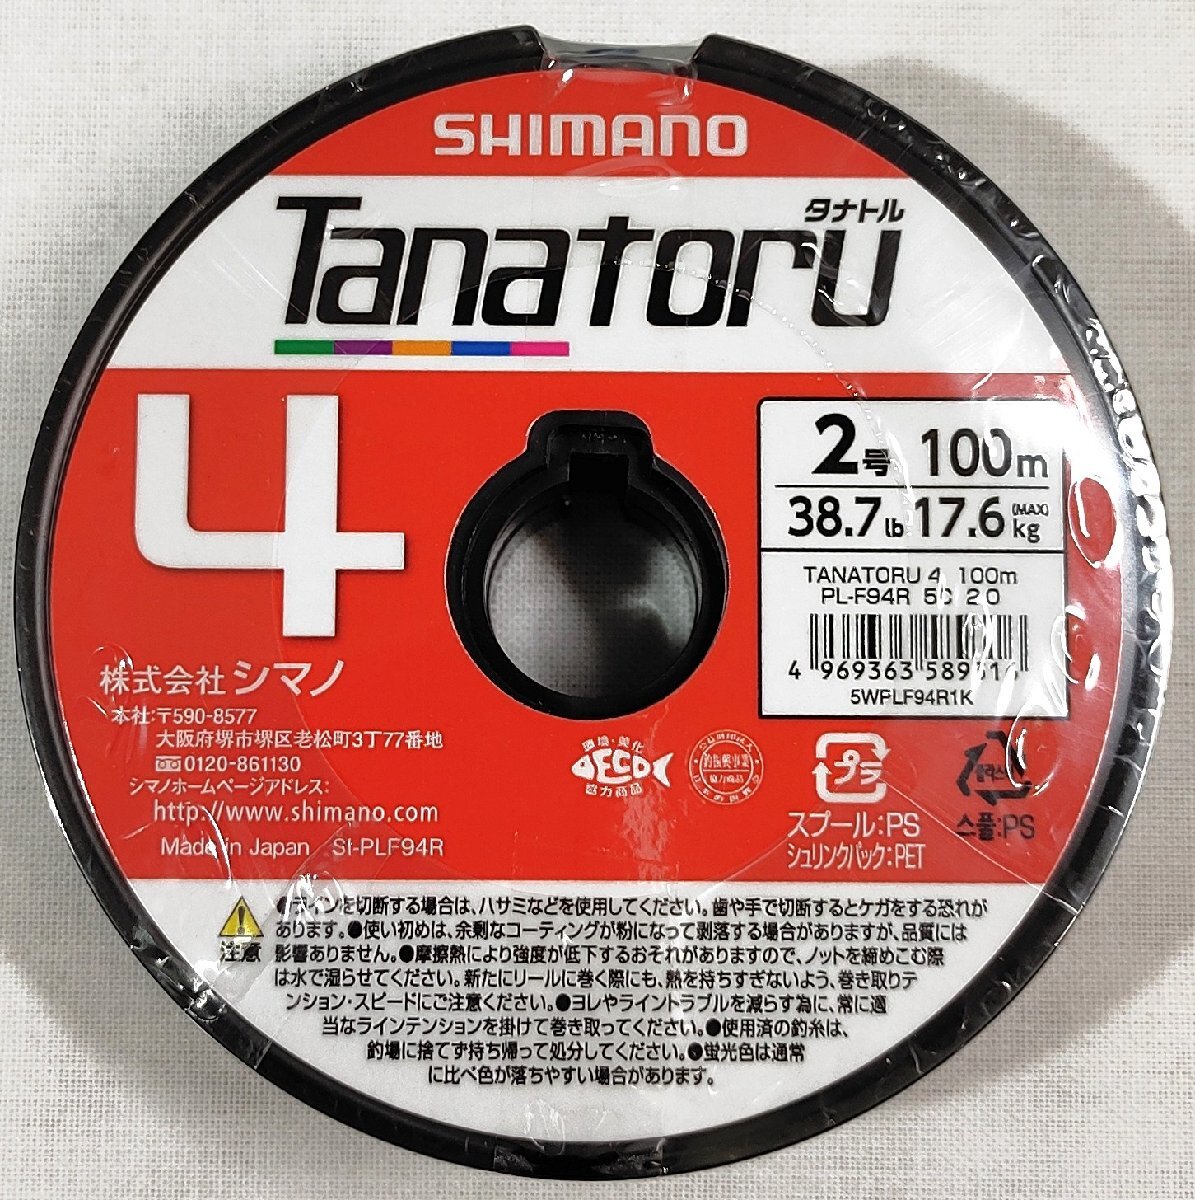 SHIMANO
タナトル
Tanatoru
4
2号 100m
38.7lb 17.6kg (MAX)
TANATORU 4 100m
PL-F94R 5C 2.0
4 969363 589316
5WPLF94R1K
株式会社 シマノ
本社:〒590-8577
大阪府堺市堺区老松町3丁77番地
0120-861130
シマノホームページアドレス:
http://www.shimano.com
Made in Japan SI-PLF94R
環境・美化
ECO
協力商品
プラ
スプール:PS
シュリンクパック:PET
플라스틱
스풀:PS
注意
●ラインを切断する場合は、ハサミなどを使用してください。歯や手で切断するとケガをする恐れが
あります。●使い初めは、余剰なコーティングが粉になって剥落する場合がありますが、品質には
影響ありません。●摩擦熱により強度が低下するおそれがありますので、ノットを締めこむ際
は水で湿らせてください。新たにリールに巻く際にも、熱を持ちすぎないよう、巻き取りテ
ンション・スピードにご注意ください。●ヨレやライントラブルを減らす為に、常に適
当なラインテンションを掛けて巻き取ってください。●使用済の釣糸は、
釣場に捨てず持ち帰って処分してください。●蛍光色は通常
に比べ色が落ちやすい場合があります。